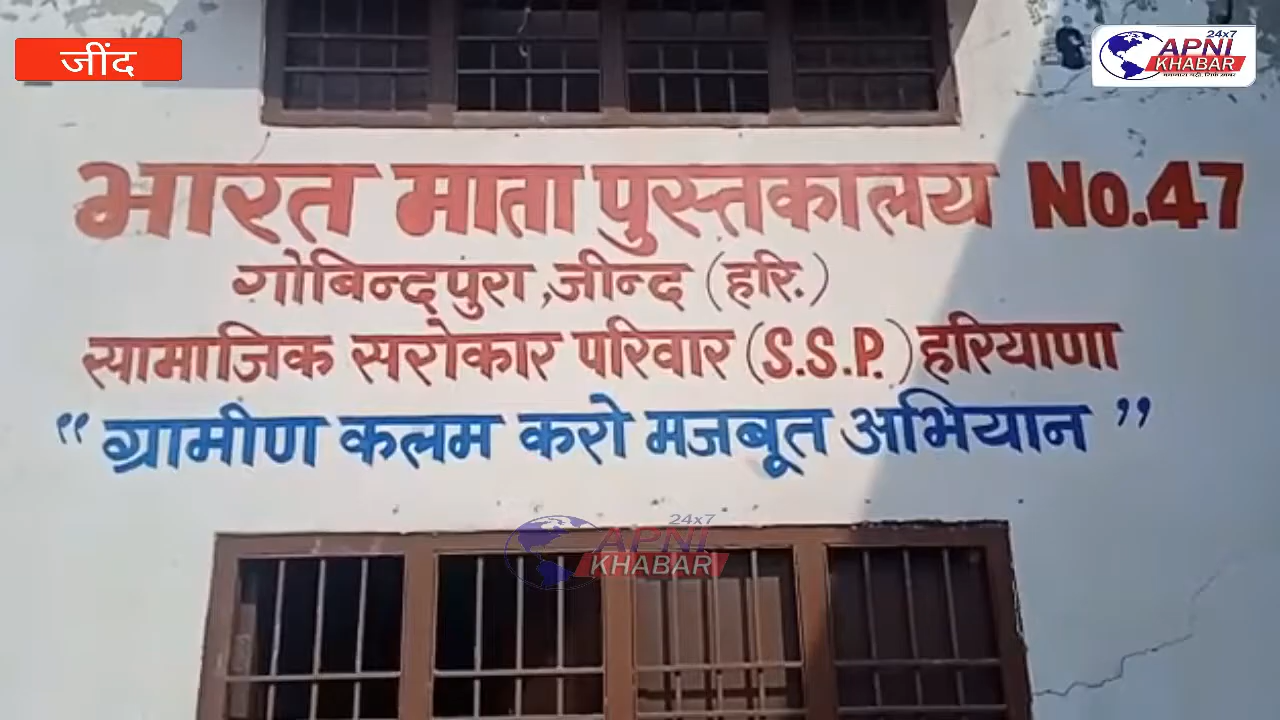 जींद
24x7
APNI
KHABAR
भारत माता पुस्तकालय No.47
गोबिन्दपुरा,जीन्द (हरि.)
सामाजिक सरोकार परिवार (S.S.P.) हरियाणा
“ ग्रामीण कलम करो मजबूत अभियान ”
24x7
APNI
KHABAR